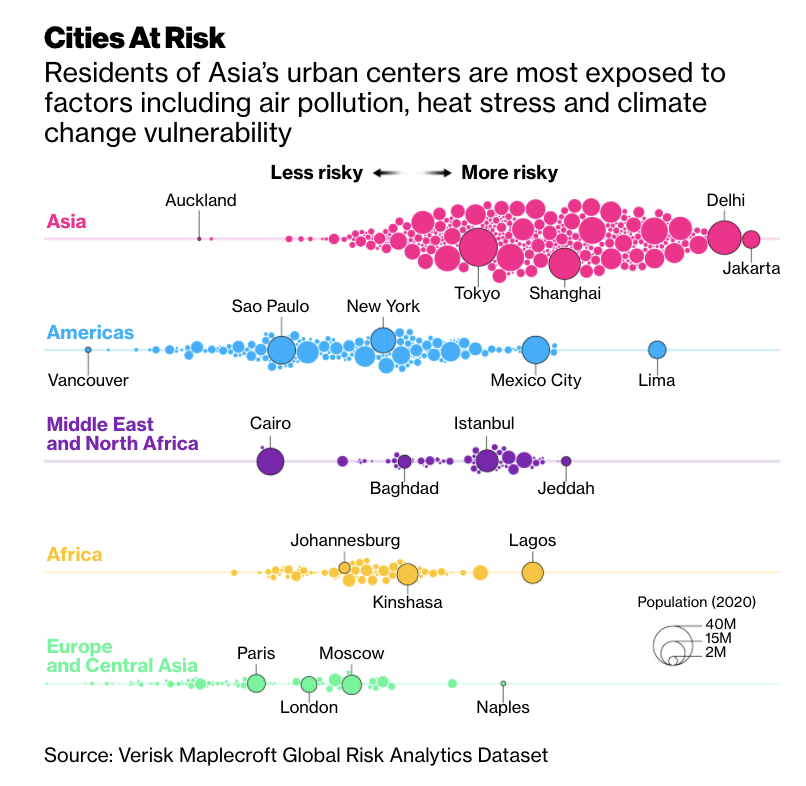 Cities At Risk
Residents of Asia's urban centers are most exposed to
factors including air pollution, heat stress and climate
change vulnerability
Less risky
More risky
Asia
Auckland
Delhi
Jakarta
Tokyo
Shanghai
Americas
Sao Paulo
New York
Vancouver
Mexico City
Lima
Middle East
and North Africa
Cairo
Istanbul
Baghdad
Jeddah
Africa
Johannesburg
Lagos
Kinshasa
Population (2020)
40M
15M
2M
Europe
and Central Asia
Paris
Moscow
London
Naples
Source: Verisk Maplecroft Global Risk Analytics Dataset